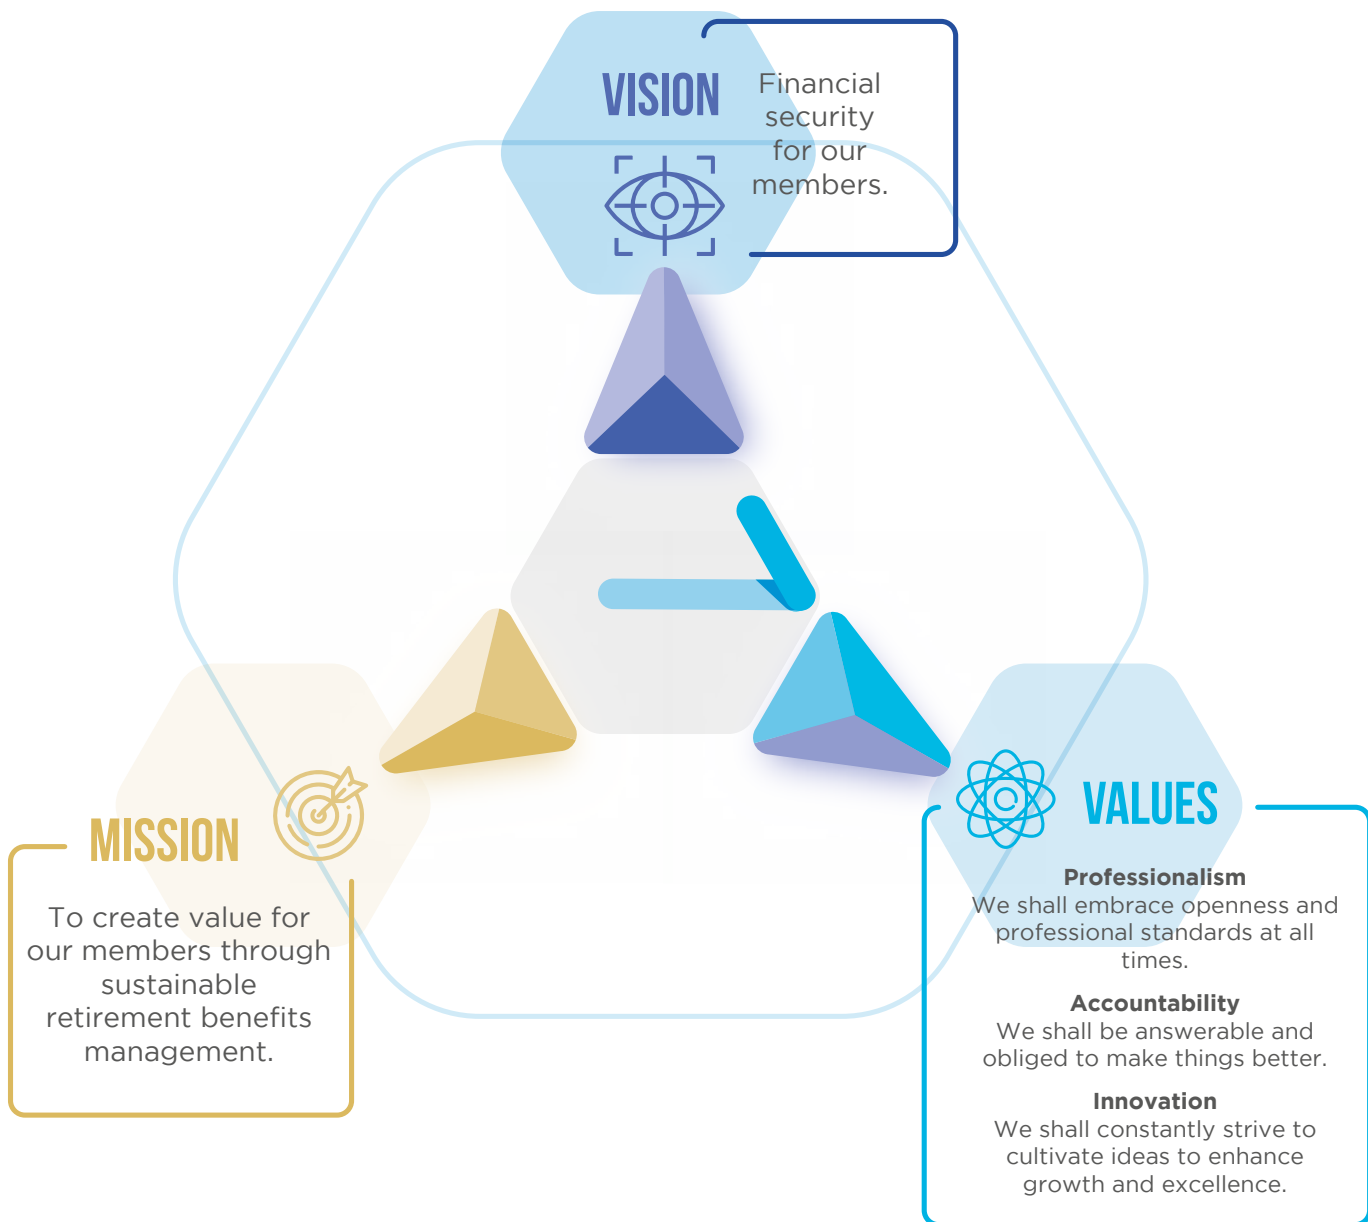 VISION
Financial
security
for our
members.
MISSION
To create value for
our members through
sustainable
retirement benefits
management.
VALUES
Professionalism
We shall embrace openness and
professional standards at all
times.
Accountability
We shall be answerable and
obliged to make things better.
Innovation
We shall constantly strive to
cultivate ideas to enhance
growth and excellence.